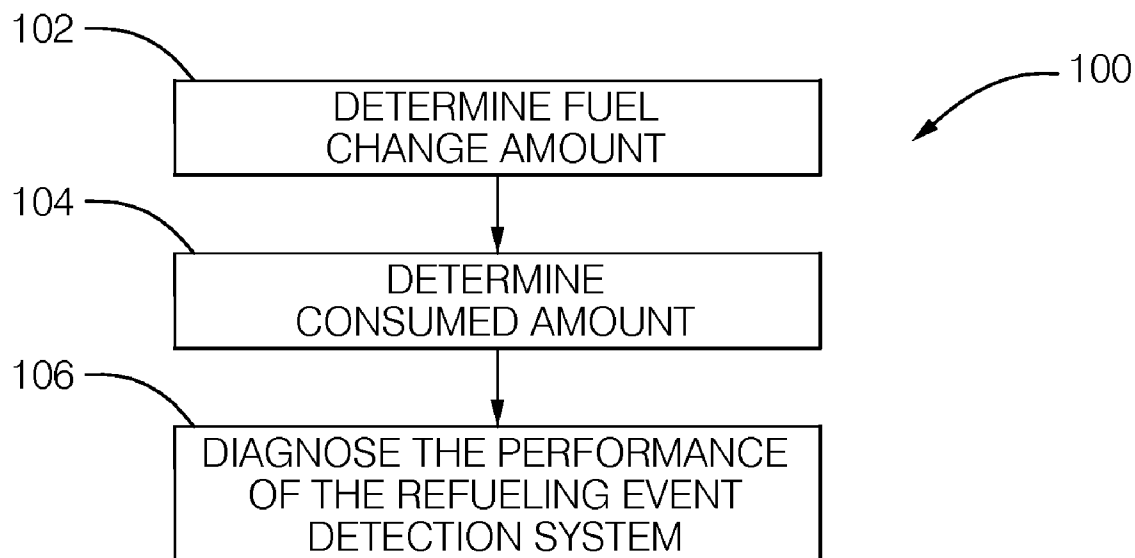 102
100
DETERMINE FUEL
CHANGE AMOUNT
104
DETERMINE
CONSUMED AMOUNT
106
DIAGNOSE THE PERFORMANCE
OF THE REFUELING EVENT
DETECTION SYSTEM